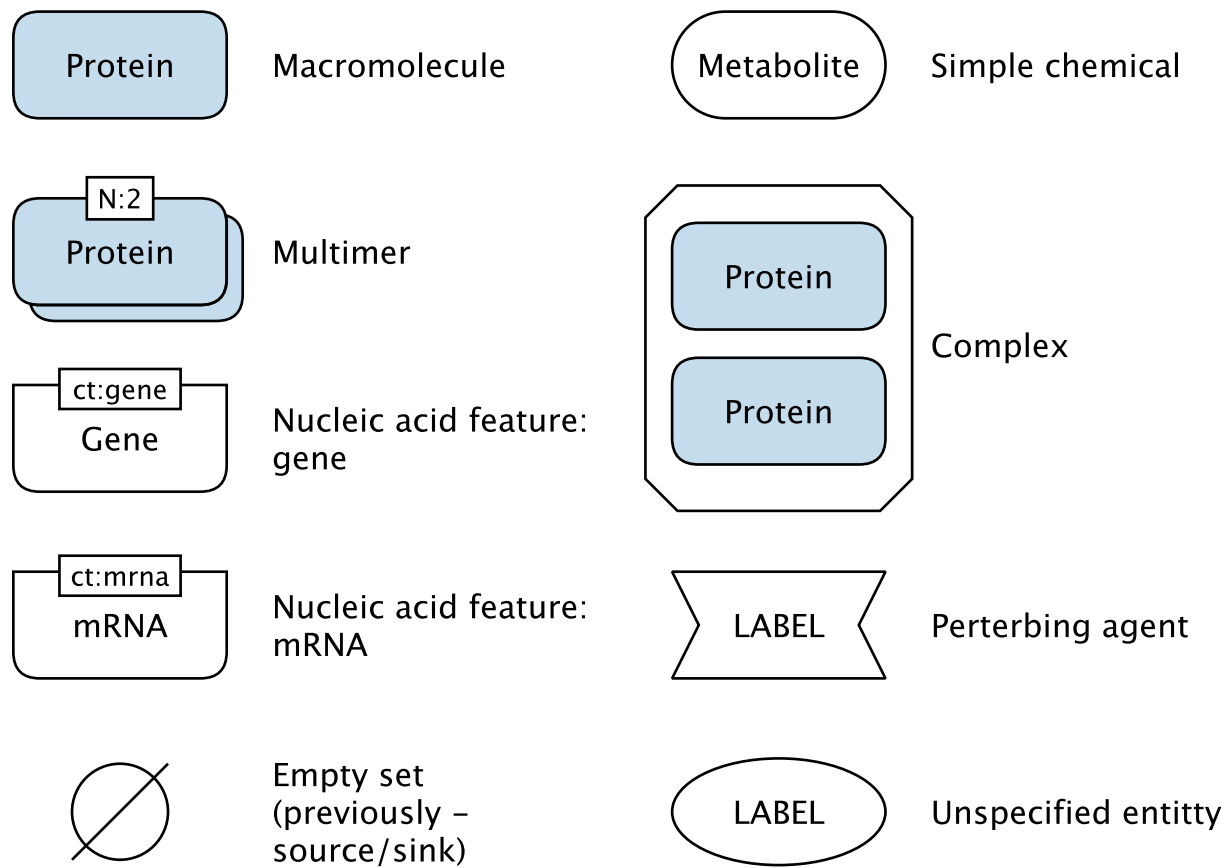 Protein
Macromolecule
Metabolite
Simple chemical
N:2
Protein
Multimer
Protein
Protein
Complex
ct:gene
Gene
Nucleic acid feature:
gene
ct:mrna
mRNA
Nucleic acid feature:
mRNA
LABEL
Perterbing agent
Empty set
(previously –
source/sink)
LABEL
Unspecified entitty